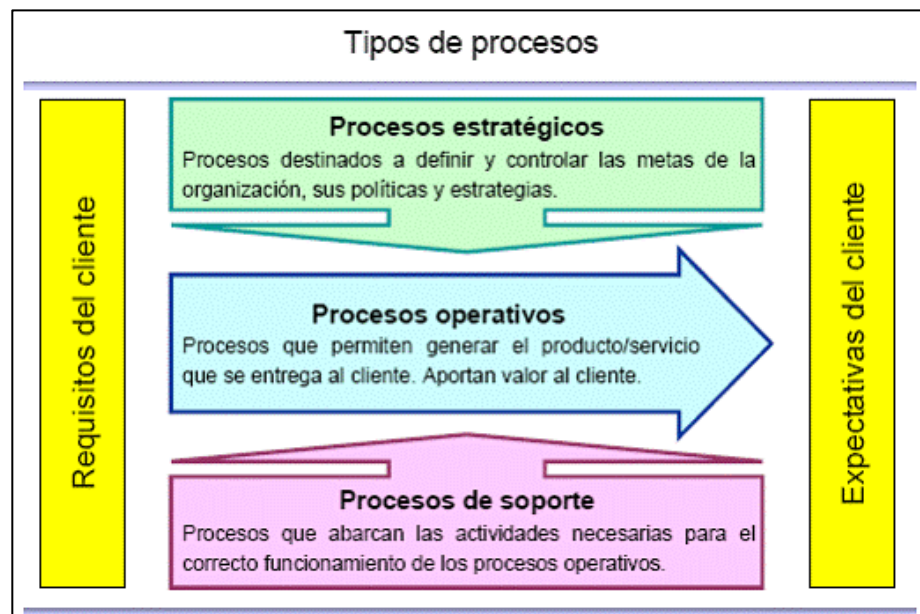 Tipos de procesos
Requisitos del cliente
Procesos estratégicos
Procesos destinados a definir y controlar las metas de la
organización, sus políticas y estrategias.
Procesos operativos
Procesos que permiten generar el producto/servicio
que se entrega al cliente. Aportan valor al cliente.
Procesos de soporte
Procesos que abarcan las actividades necesarias para el
correcto funcionamiento de los procesos operativos.
Expectativas del cliente